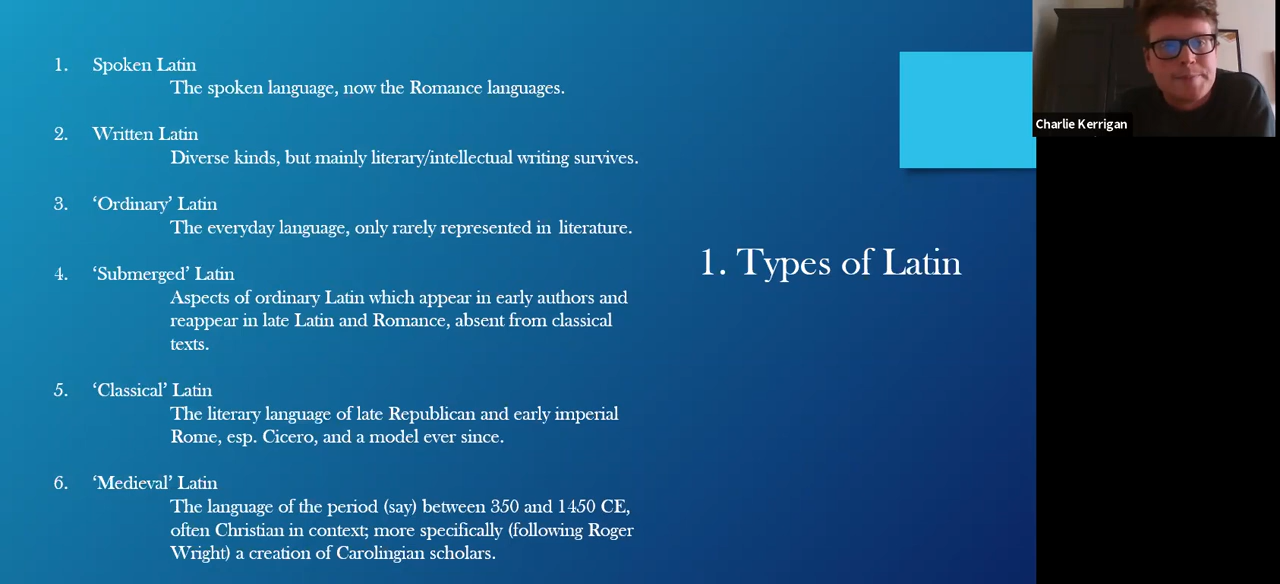 1. Spoken Latin
The spoken language, now the Romance languages.
2. Written Latin
Diverse kinds, but mainly literary/intellectual writing survives.
3. ‘Ordinary’ Latin
The everyday language, only rarely represented in literature.
4. ‘Submerged’ Latin
Aspects of ordinary Latin which appear in early authors and
reappear in late Latin and Romance, absent from classical
texts.
5. ‘Classical’ Latin
The literary language of late Republican and early imperial
Rome, esp. Cicero, and a model ever since.
6. ‘Medieval’ Latin
The language of the period (say) between 350 and 1450 CE,
often Christian in context; more specifically (following Roger
Wright) a creation of Carolingian scholars.
1. Types of Latin
Charlie Kerrigan